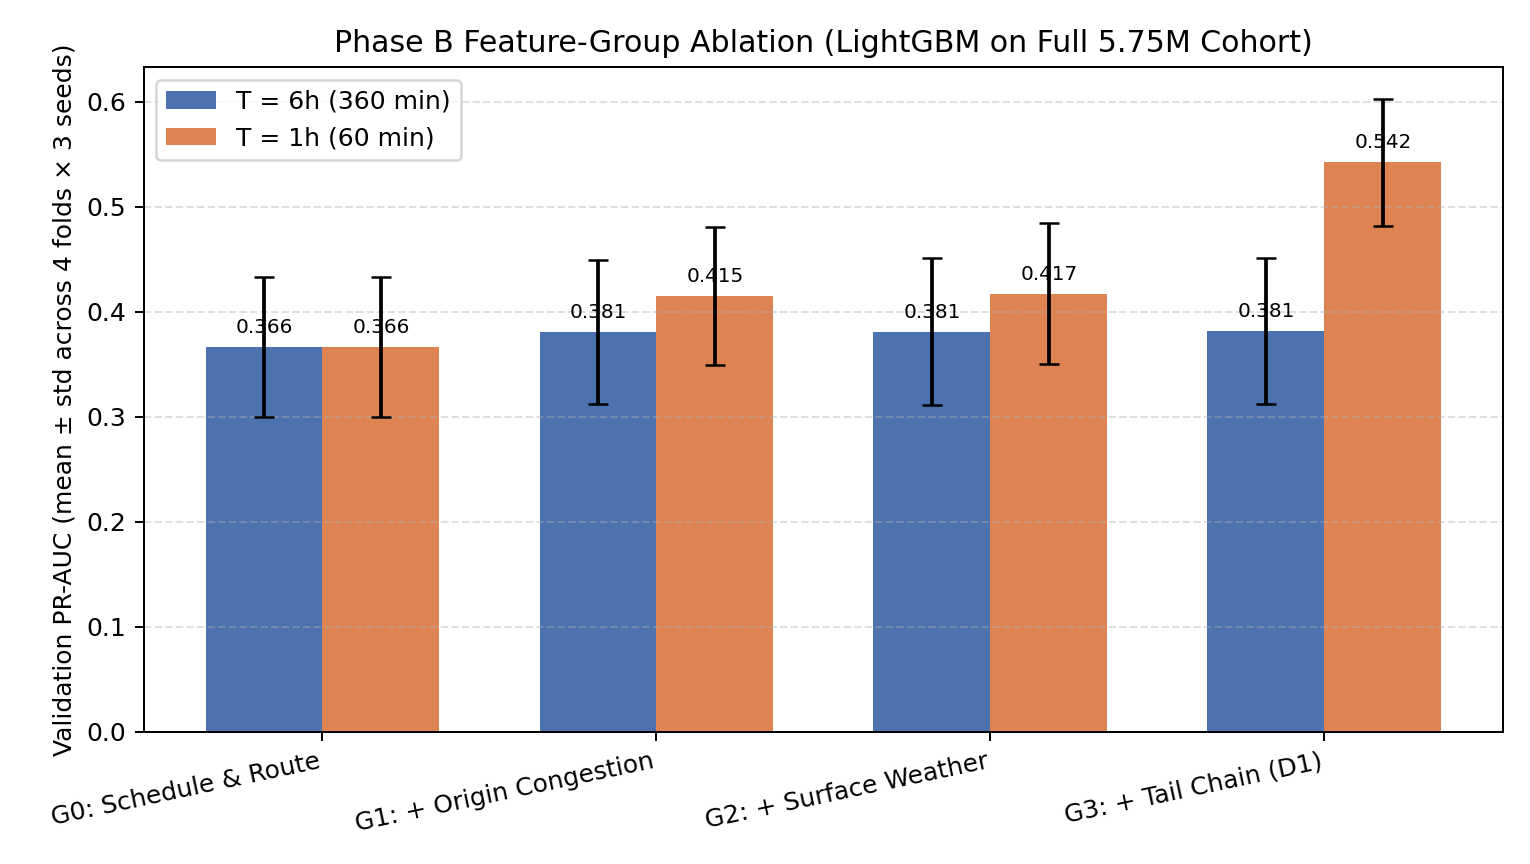 Phase B Feature-Group Ablation (LightGBM on Full 5.75M Cohort)
Validation PR-AUC (mean ± std across 4 folds × 3 seeds)
T = 6h (360 min)
T = 1h (60 min)
0.6
0.5
0.4
0.3
0.2
0.1
0.0
0.366
0.366
0.381
0.415
0.381
0.417
0.381
0.542
G0: Schedule & Route
G1: + Origin Congestion
G2: + Surface Weather
G3: + Tail Chain (D1)